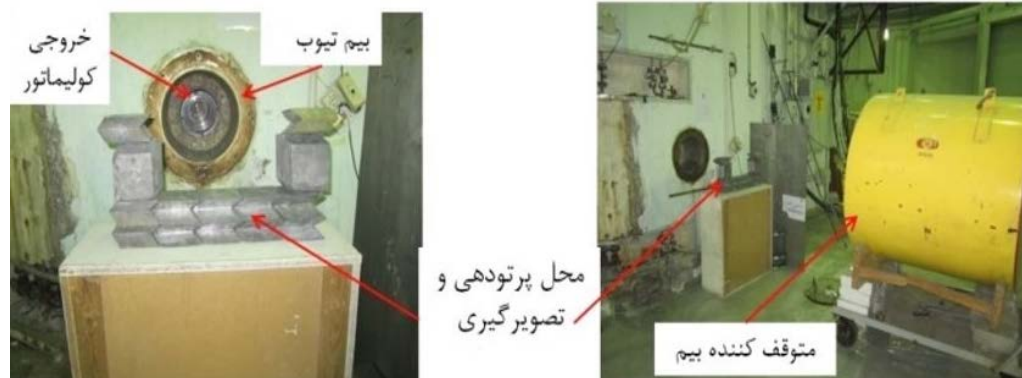 خروجی
کولیماتور
بیم تیوب
محل پرتودهی و
تصویرگیری
متوقف کننده بیم